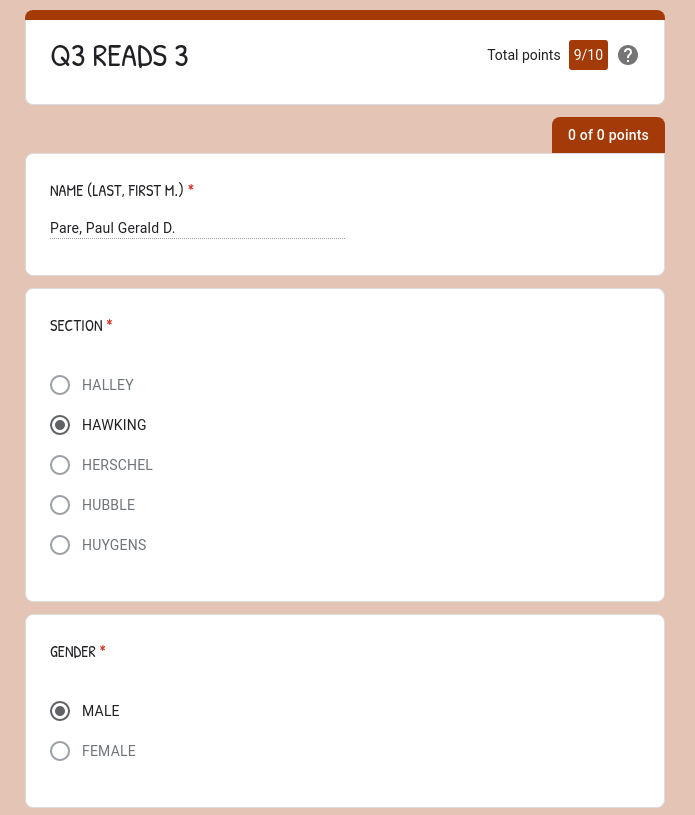 Q3 READS 3
Total points 9/10
0 of 0 points
NAME (LAST, FIRST M.) *
Pare, Paul Gerald D.
SECTION *
HALLEY
HAWKING
HERSCHEL
HUBBLE
HUYGENS
GENDER *
MALE
FEMALE